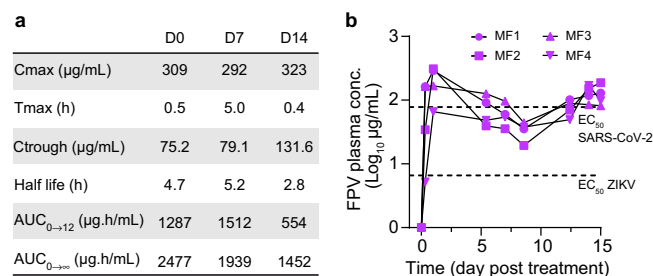 a
D0 D7 D14
Cmax (µg/mL) 309 292 323
Tmax (h) 0.5 5.0 0.4
Ctrough (µg/mL) 75.2 79.1 131.6
Half life (h) 4.7 5.2 2.8
AUC0→12 (µg.h/mL) 1287 1512 554
AUC0→∞ (µg.h/mL) 2477 1939 1452
b
MF1 MF3
MF2 MF4
FPV plasma conc.
(Log10 µg/mL)
3
2
1
0
EC50
SARS-CoV-2
EC50 ZIKV
0 5 10 15
Time (day post treatment)